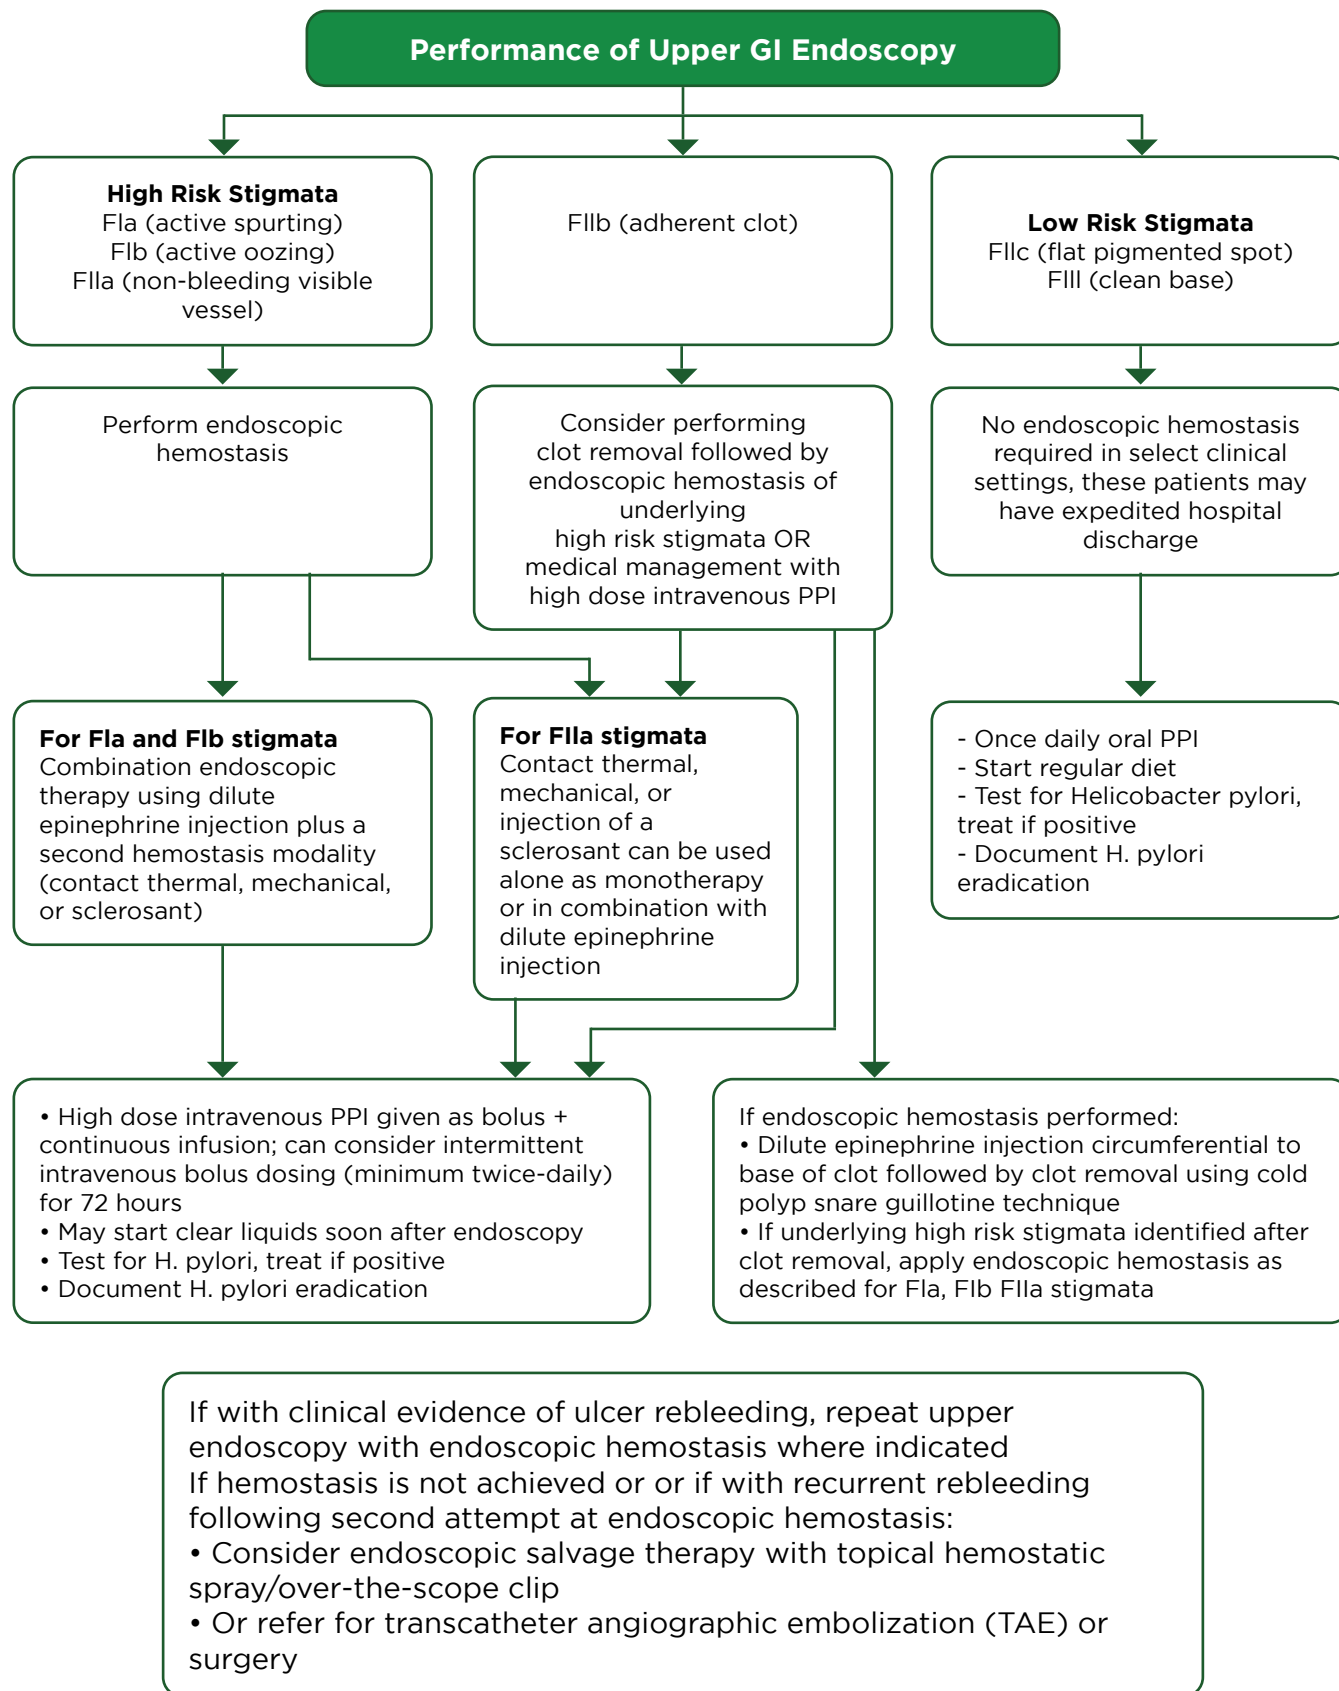 Performance of Upper GI Endoscopy
High Risk Stigmata
FIa (active spurting)
FIb (active oozing)
FIIa (non-bleeding visible
vessel)
FIIb (adherent clot)
Low Risk Stigmata
FIIc (flat pigmented spot)
FIII (clean base)
Perform endoscopic
hemostasis
Consider performing
clot removal followed by
endoscopic hemostasis of
underlying
high risk stigmata OR
medical management with
high dose intravenous PPI
No endoscopic hemostasis
required in select clinical
settings, these patients may
have expedited hospital
discharge
For FIa and FIb stigmata
Combination endoscopic
therapy using dilute
epinephrine injection plus a
second hemostasis modality
(contact thermal, mechanical,
or sclerosant)
For FIIa stigmata
Contact thermal,
mechanical, or
injection of a
sclerosant can be used
alone as monotherapy
or in combination with
dilute epinephrine
injection
- Once daily oral PPI
- Start regular diet
- Test for Helicobacter pylori,
treat if positive
- Document H. pylori
eradication
• High dose intravenous PPI given as bolus +
continuous infusion; can consider intermittent
intravenous bolus dosing (minimum twice-daily)
for 72 hours
• May start clear liquids soon after endoscopy
• Test for H. pylori, treat if positive
• Document H. pylori eradication
If endoscopic hemostasis performed:
• Dilute epinephrine injection circumferential to
base of clot followed by clot removal using cold
polyp snare guillotine technique
• If underlying high risk stigmata identified after
clot removal, apply endoscopic hemostasis as
described for FIa, FIb FIIa stigmata
If with clinical evidence of ulcer rebleeding, repeat upper
endoscopy with endoscopic hemostasis where indicated
If hemostasis is not achieved or or if with recurrent rebleeding
following second attempt at endoscopic hemostasis:
• Consider endoscopic salvage therapy with topical hemostatic
spray/over-the-scope clip
• Or refer for transcatheter angiographic embolization (TAE) or
surgery